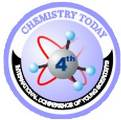 CHEMISTRY TODAY
4th
INTERNATIONAL CONFERENCE OF YOUNG SCIENTISTS